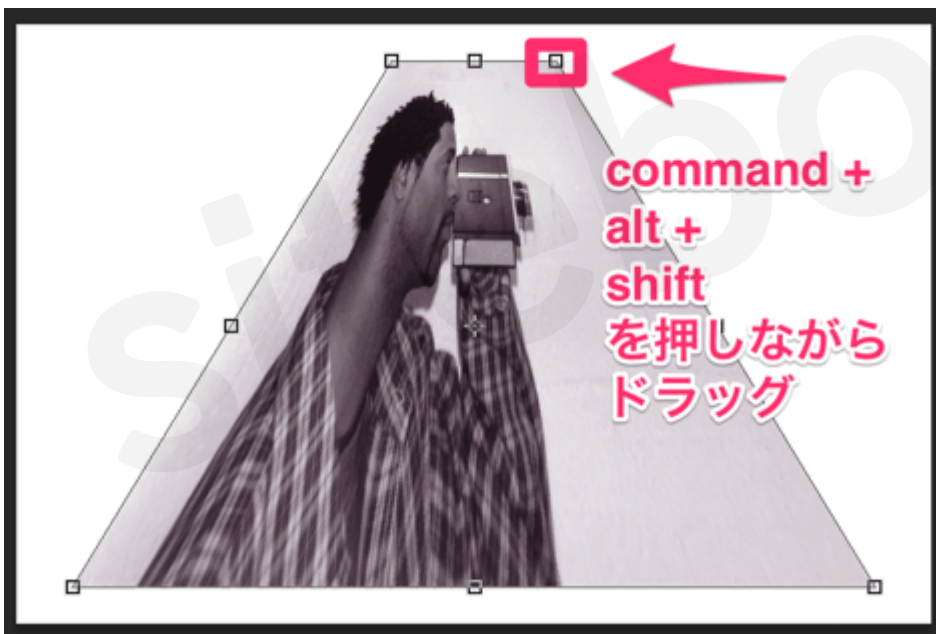 command +
alt +
shift
を押しながら
ドラッグ